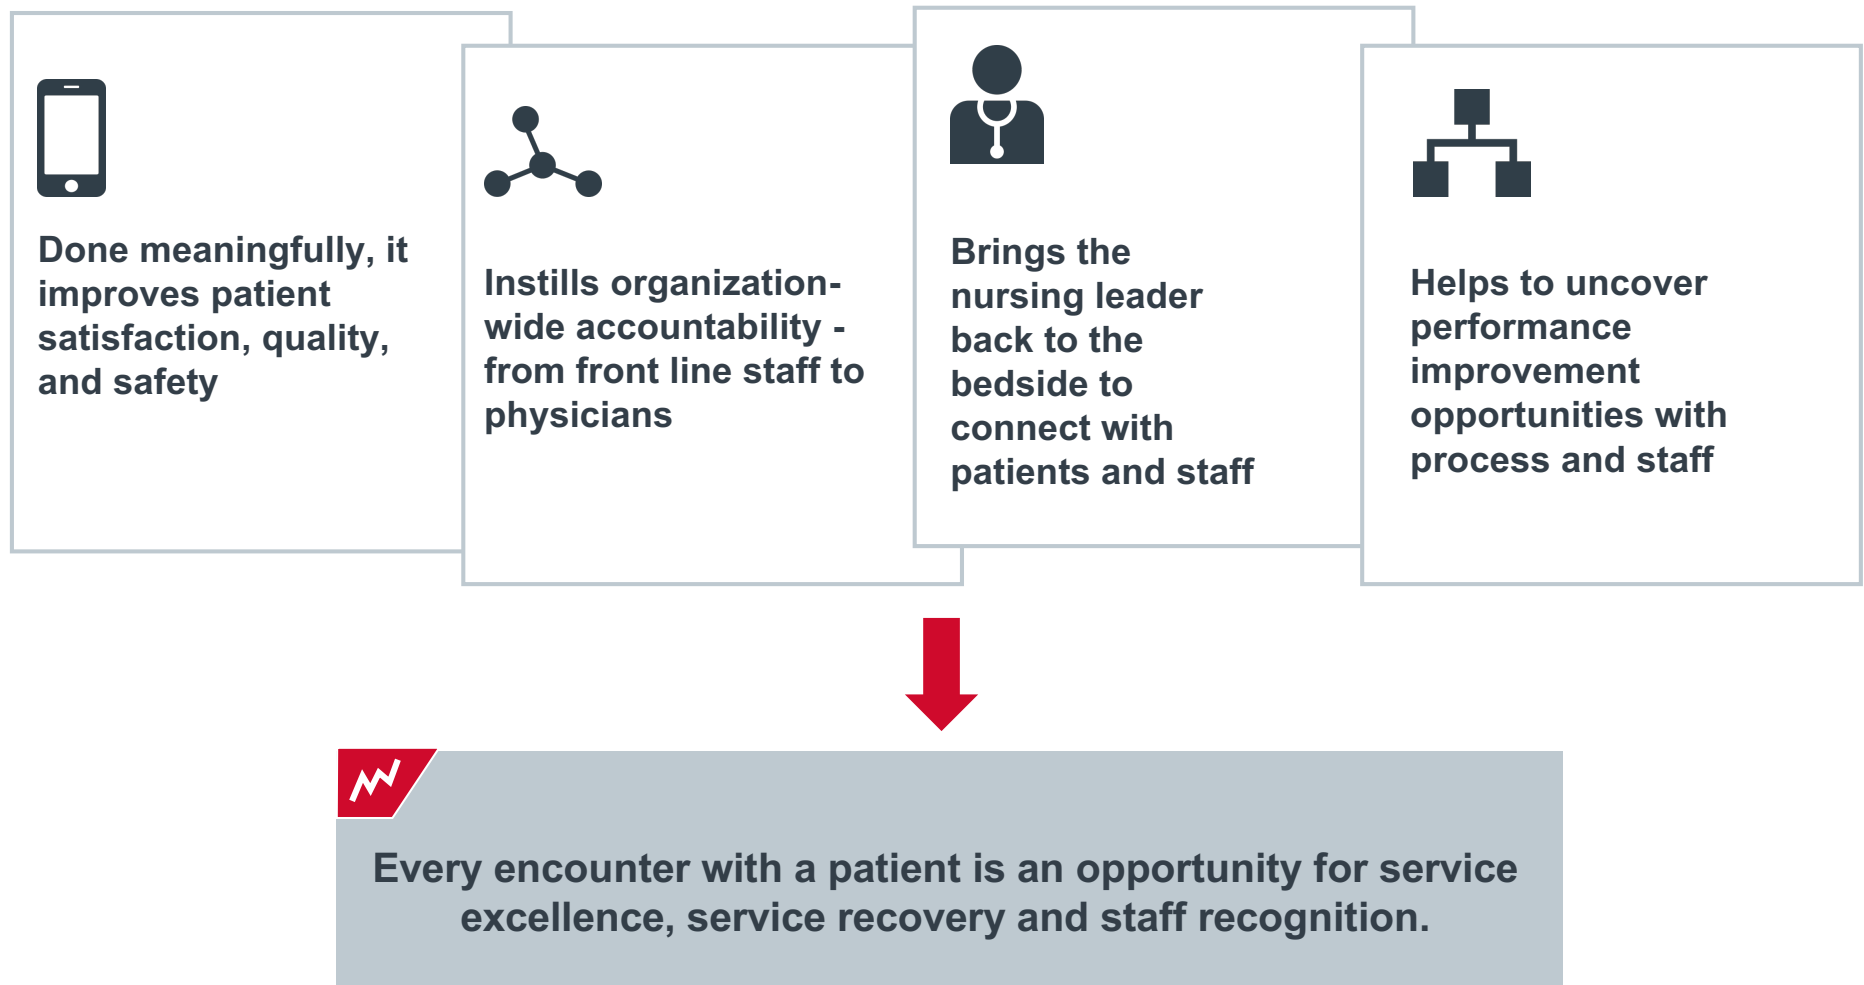 Done meaningfully, it
improves patient
satisfaction, quality,
and safety
Instills organization-
wide accountability -
from front line staff to
physicians
Brings the
nursing leader
back to the
bedside to
connect with
patients and staff
Helps to uncover
performance
improvement
opportunities with
process and staff
Every encounter with a patient is an opportunity for service
excellence, service recovery and staff recognition.